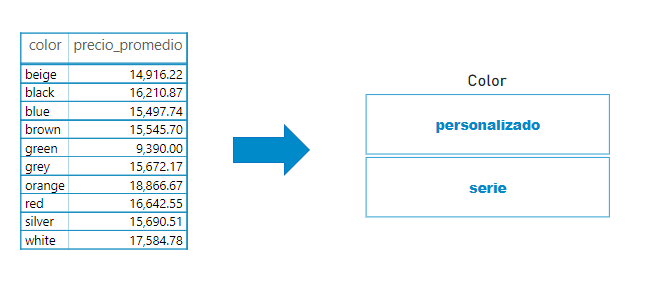 color precio_promedio
beige 14,916.22
black 16,210.87
blue 15,497.74
brown 15,545.70
green 9,390.00
grey 15,672.17
orange 18,866.67
red 16,642.55
silver 15,690.51
white 17,584.78
Color
personalizado
serie